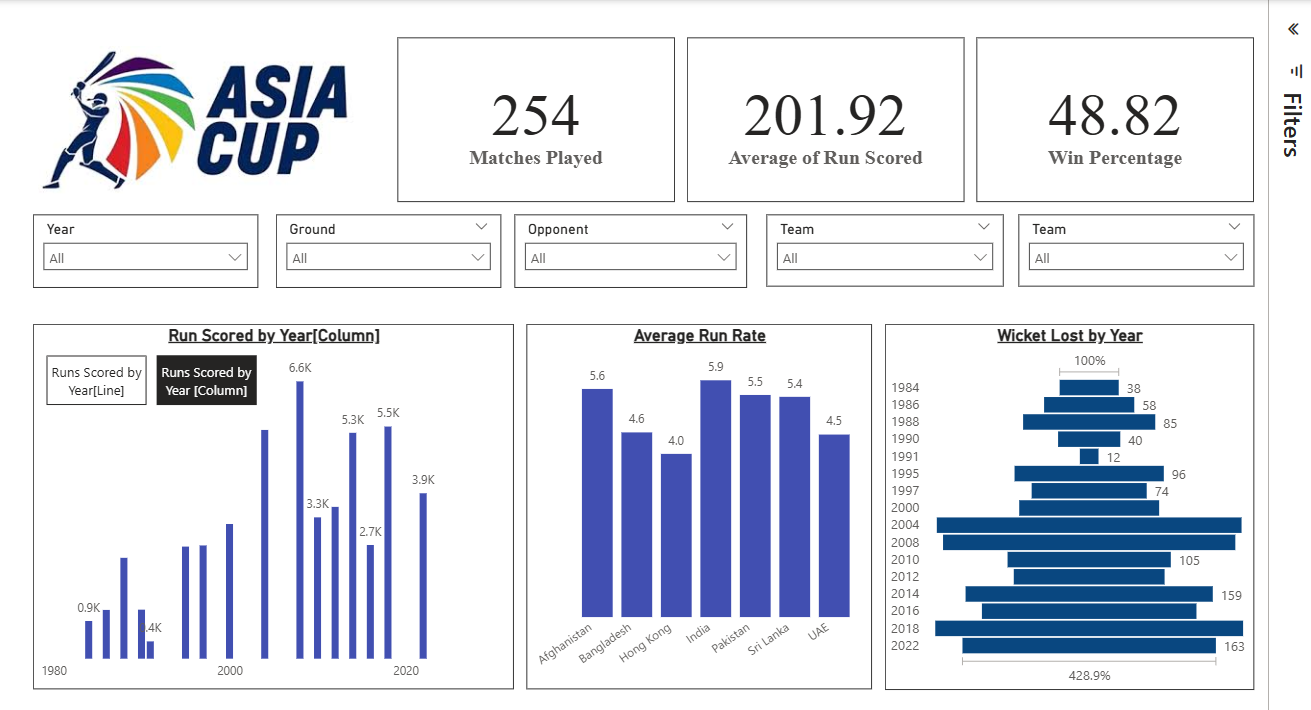 ASIA
CUP
254
Matches Played
201.92
Average of Run Scored
48.82
Win Percentage
Filters
Year
All
Ground
All
Opponent
All
Team
All
Team
All
Run Scored by Year[Column]
Runs Scored by
Year[Line]
Runs Scored by
Year [Column]
6.6K
5.3K
5.5K
3.9K
3.3K
2.7K
0.9K
.4K
1980
2000
2020
Average Run Rate
5.6
4.6
4.0
5.9
5.5
5.4
4.5
Afghanistan
Bangladesh
Hong Kong
India
Pakistan
Sri Lanka
UAE
Wicket Lost by Year
100%
1984 38
1986 58
1988 85
1990 40
1991 12
1995 96
1997 74
2000
2004
2008
2010 105
2012
2014 159
2016
2018
2022 163
428.9%